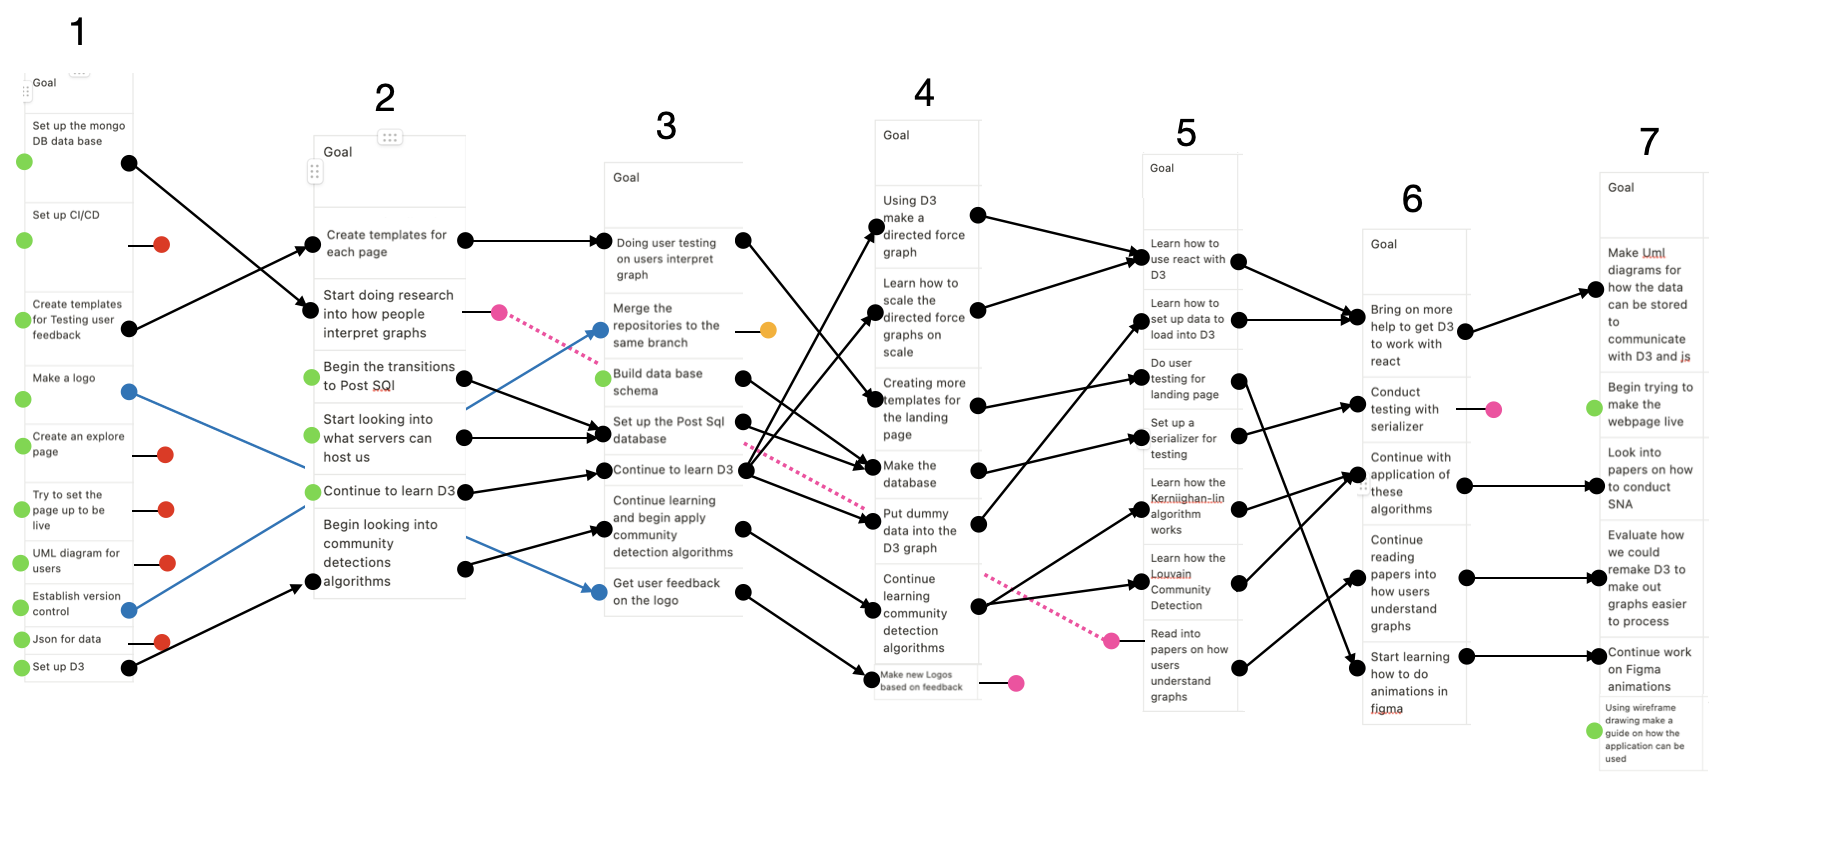 1
Goal
Set up the mongo
DB data base
Set up CI/CD
Create templates
for Testing user
feedback
Make a logo
Create an explore
page
Try to set the
page up to be
live
UML diagram for
users
Establish version
control
Json for data
Set up D3
2
Goal
Create templates for
each page
Start doing research
into how people
interpret graphs
Begin the transitions
to Post SQl
Start looking into
what servers can
host us
Continue to learn D3
Begin looking into
community
detections
algorithms
3
Goal
Doing user testing
on users interpret
graph
Merge the
repositories to the
same branch
Build data base
schema
Set up the Post Sql
database
Continue to learn D3
Continue learning
and begin apply
community
detection algorithms
Get user feedback
on the logo
4
Goal
Using D3
make a
directed force
graph
Learn how to
scale the
directed force
graphs on
scale
Creating more
templates for
the landing
page
Make the
database
Put dummy
data into the
D3 graph
Continue
learning
community
detection
algorithms
Make new Logos
based on feedback
5
Goal
Learn how to
use react with
D3
Learn how to
set up data to
load into D3
Do user
testing for
landing page
Set up a
serializer for
testing
Learn how the
Kerniighan-lin
algorithm
works
Learn how the
Louvain
Community
Detection
Read into
papers on how
users
understand
graphs
6
Goal
Bring on more
help to get D3
to work with
react
Conduct
testing with
serializer
Continue with
application of
these
algorithms
Continue
reading
papers into
how users
understand
graphs
Start learning
how to do
animations in
figma
7
Goal
Make Uml
diagrams for
how the data
can be stored
to
communicate
with D3 and js
Begin trying to
make the
webpage live
Look into
papers on how
to conduct
SNA
Evaluate how
we could
remake D3 to
make out
graphs easier
to process
Continue work
on Figma
animations
Using wireframe
drawing make a
guide on how the
application can be
used